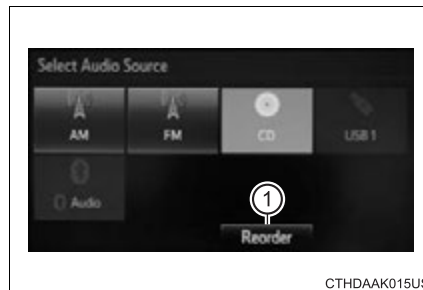 Select Audio Source
AM FM CD USB 1
Audio
1
Reorder
CTHDAAK015US